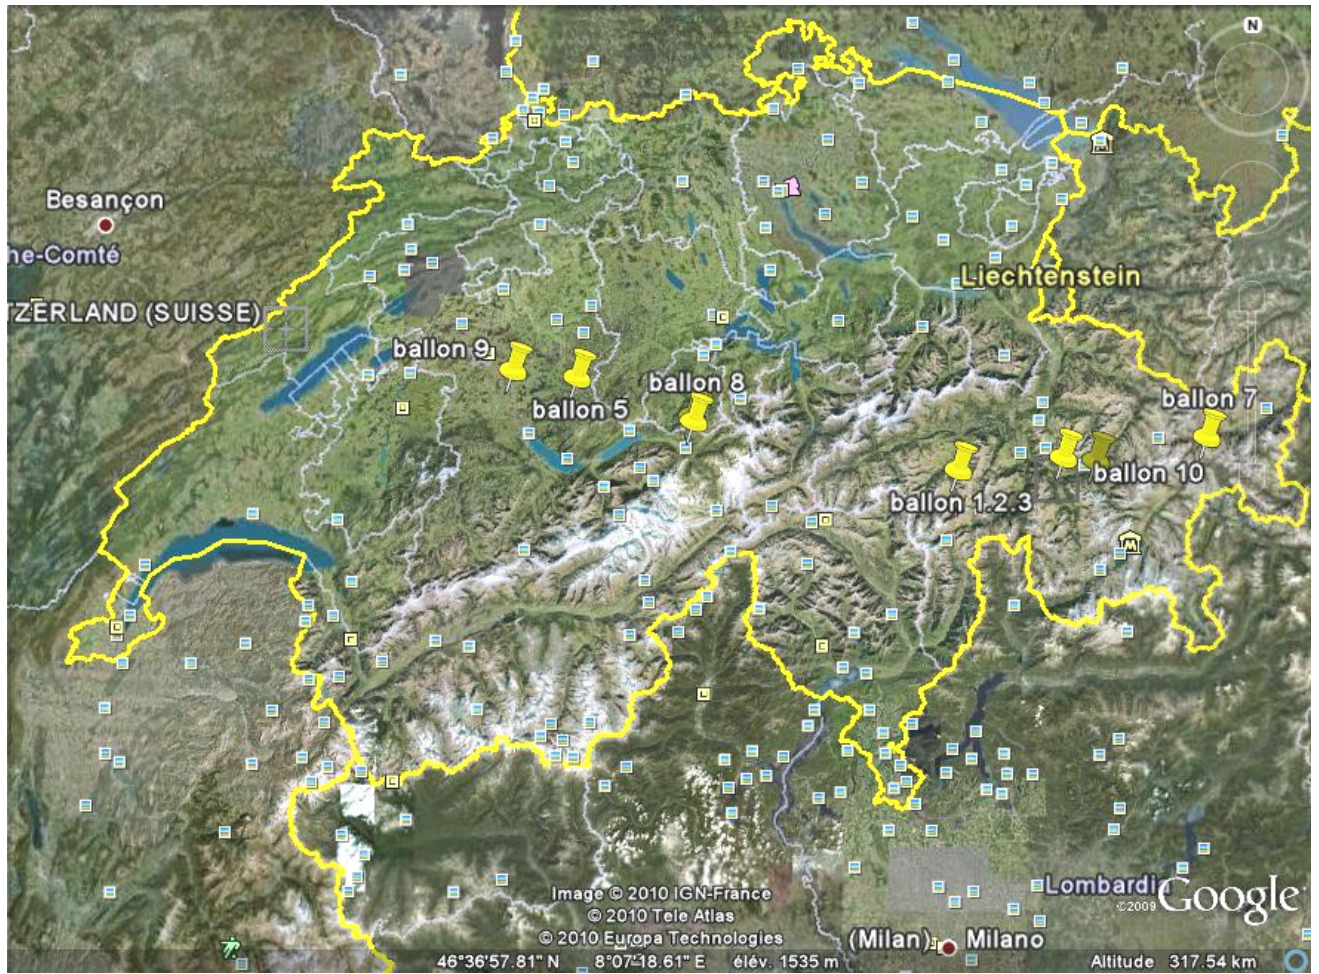 N
Besançon
he-Comté
Liechtenstein
TZERLAND (SUISSE)
ballon 9
ballon 5
ballon 8
ballon 7
ballon 10
ballon 1.2.3
Image © 2010 IGN-France
© 2010 Tele Atlas
© 2010 Europa Technologies
Lombardia
©2009 Google
(Milan) Milano
46°36'57.81" N 8°07'18.61" E élév. 1535 m Altitude 317.54 km